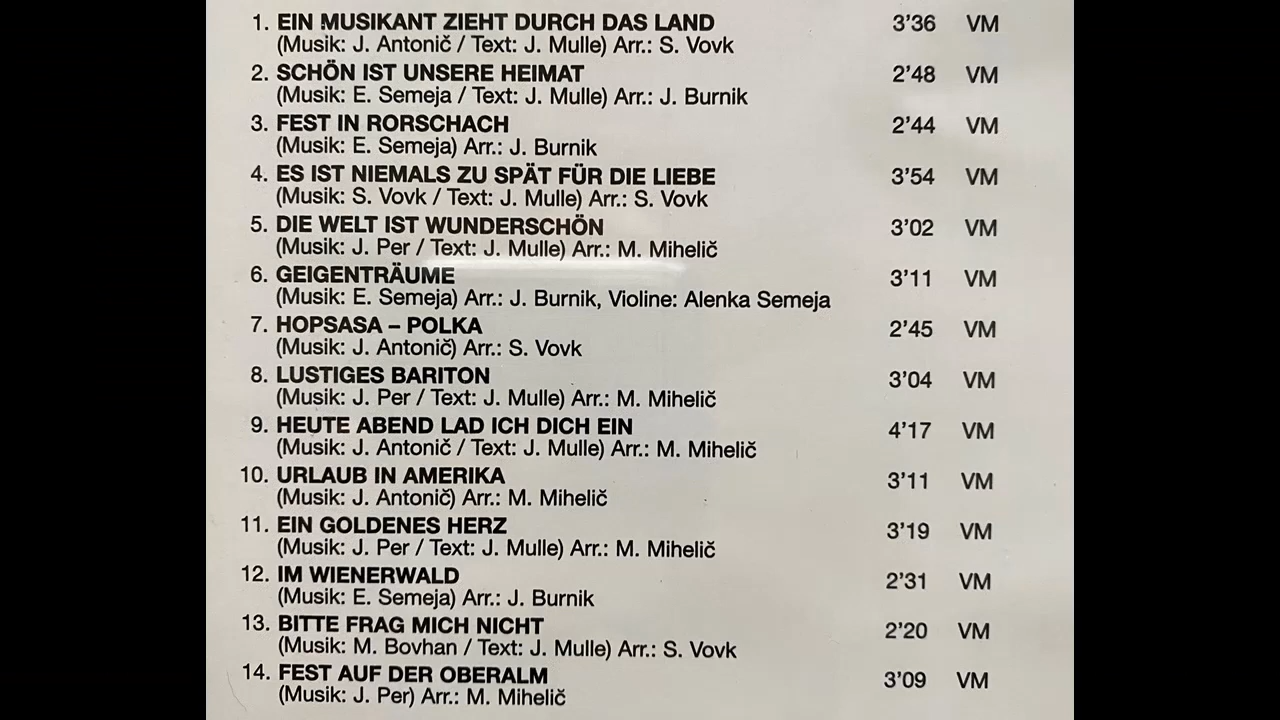 1. EIN MUSIKANT ZIEHT DURCH DAS LAND 3'36 VM
(Musik: J. Antonič / Text: J. Mulle) Arr.: S. Vovk
2. SCHÖN IST UNSERE HEIMAT 2'48 VM
(Musik: E. Semeja / Text: J. Mulle) Arr.: J. Burnik
3. FEST IN RORSCHACH 2'44 VM
(Musik: E. Semeja) Arr.: J. Burnik
4. ES IST NIEMALS ZU SPÄT FÜR DIE LIEBE 3'54 VM
(Musik: S. Vovk / Text: J. Mulle) Arr.: S. Vovk
5. DIE WELT IST WUNDERSCHÖN 3'02 VM
(Musik: J. Per / Text: J. Mulle) Arr.: M. Mihelič
6. GEIGENTRÄUME 3'11 VM
(Musik: E. Semeja) Arr.: J. Burnik, Violine: Alenka Semeja
7. HOPSASA – POLKA 2'45 VM
(Musik: J. Antonič) Arr.: S. Vovk
8. LUSTIGES BARITON 3'04 VM
(Musik: J. Per / Text: J. Mulle) Arr.: M. Mihelič
9. HEUTE ABEND LAD ICH DICH EIN 4'17 VM
(Musik: J. Antonič / Text: J. Mulle) Arr.: M. Mihelič
10. URLAUB IN AMERIKA 3'11 VM
(Musik: J. Antonič) Arr.: M. Mihelič
11. EIN GOLDENES HERZ 3'19 VM
(Musik: J. Per / Text: J. Mulle) Arr.: M. Mihelič
12. IM WIENERWALD 2'31 VM
(Musik: E. Semeja) Arr.: J. Burnik
13. BITTE FRAG MICH NICHT 2'20 VM
(Musik: M. Bovhan / Text: J. Mulle) Arr.: S. Vovk
14. FEST AUF DER OBERALM 3'09 VM
(Musik: J. Per) Arr.: M. Mihelič